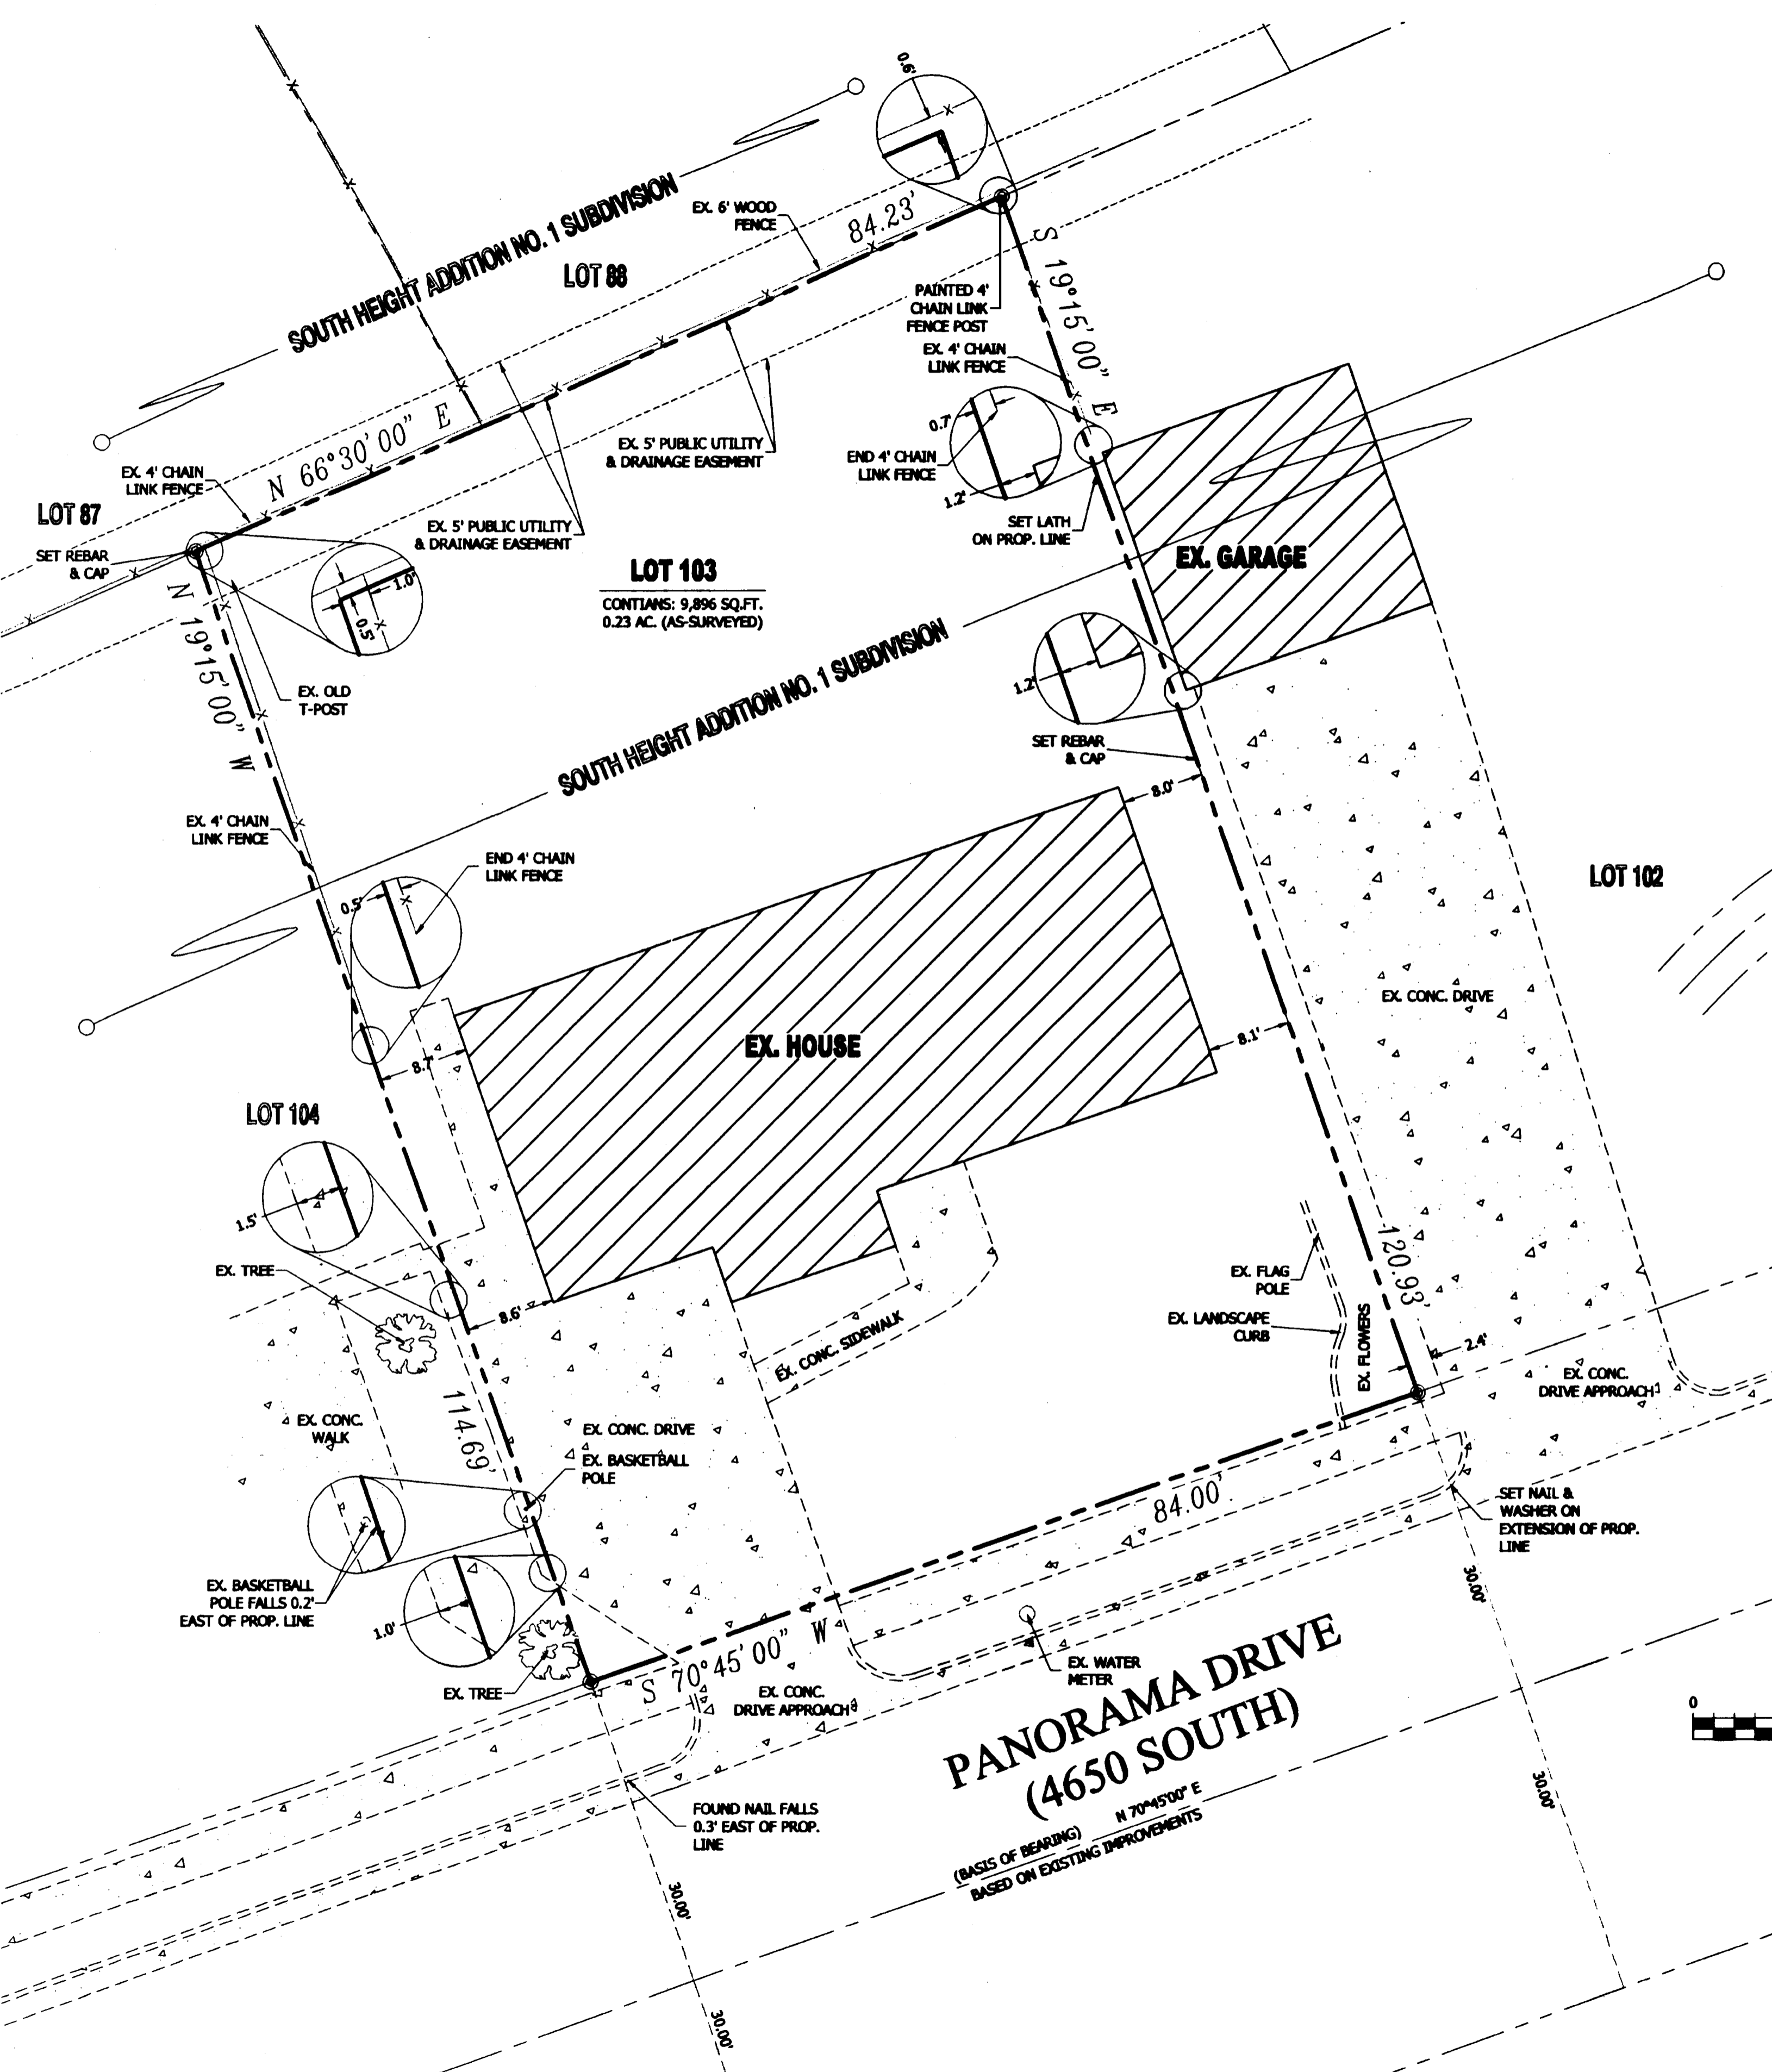 0.6'
SOUTH HEIGHT ADDITION NO. 1 SUBDIVISION
EX. 6' WOOD
FENCE
84.23'
LOT 88
S 19°15'00" E
PAINTED 4'
CHAIN LINK
FENCE POST
EX. 4' CHAIN
LINK FENCE
0.7'
END 4' CHAIN
LINK FENCE
1.2'
N 66°30'00" E
EX. 5' PUBLIC UTILITY
& DRAINAGE EASEMENT
EX. 4' CHAIN
LINK FENCE
LOT 87
EX. 5' PUBLIC UTILITY
& DRAINAGE EASEMENT
SET LATH
ON PROP. LINE
SET REBAR
& CAP
EX. GARAGE
1.0'
0.5'
LOT 103
CONTIANS: 9,896 SQ.FT.
0.23 AC. (AS-SURVEYED)
N 19°15'00" W
EX. OLD
T-POST
1.2'
SOUTH HEIGHT ADDITION NO. 1 SUBDIVISION
SET REBAR
& CAP
8.0'
EX. 4' CHAIN
LINK FENCE
END 4' CHAIN
LINK FENCE
0.5'
LOT 102
EX. CONC. DRIVE
EX. HOUSE
8.1'
8.7'
LOT 104
1.5'
EX. TREE
8.6'
EX. FLAG
POLE
120.93'
EX. LANDSCAPE
CURB
EX. FLOWERS
2.4'
EX. CONC. SIDEWALK
EX. CONC.
DRIVE APPROACH
EX. CONC.
WALK
114.69'
EX. CONC. DRIVE
EX. BASKETBALL
POLE
84.00'
SET NAIL &
WASHER ON
EXTENSION OF PROP.
LINE
EX. BASKETBALL
POLE FALLS 0.2'
EAST OF PROP. LINE
1.0'
30.00'
EX. TREE
S 70°45'00" W
EX. CONC.
DRIVE APPROACH
EX. WATER
METER
0
PANORAMA DRIVE
(4650 SOUTH)
30.00'
FOUND NAIL FALLS
0.3' EAST OF PROP.
LINE
(BASIS OF BEARING) N 70°45'00" E
BASED ON EXISTING IMPROVEMENTS
30.00'
30.00'